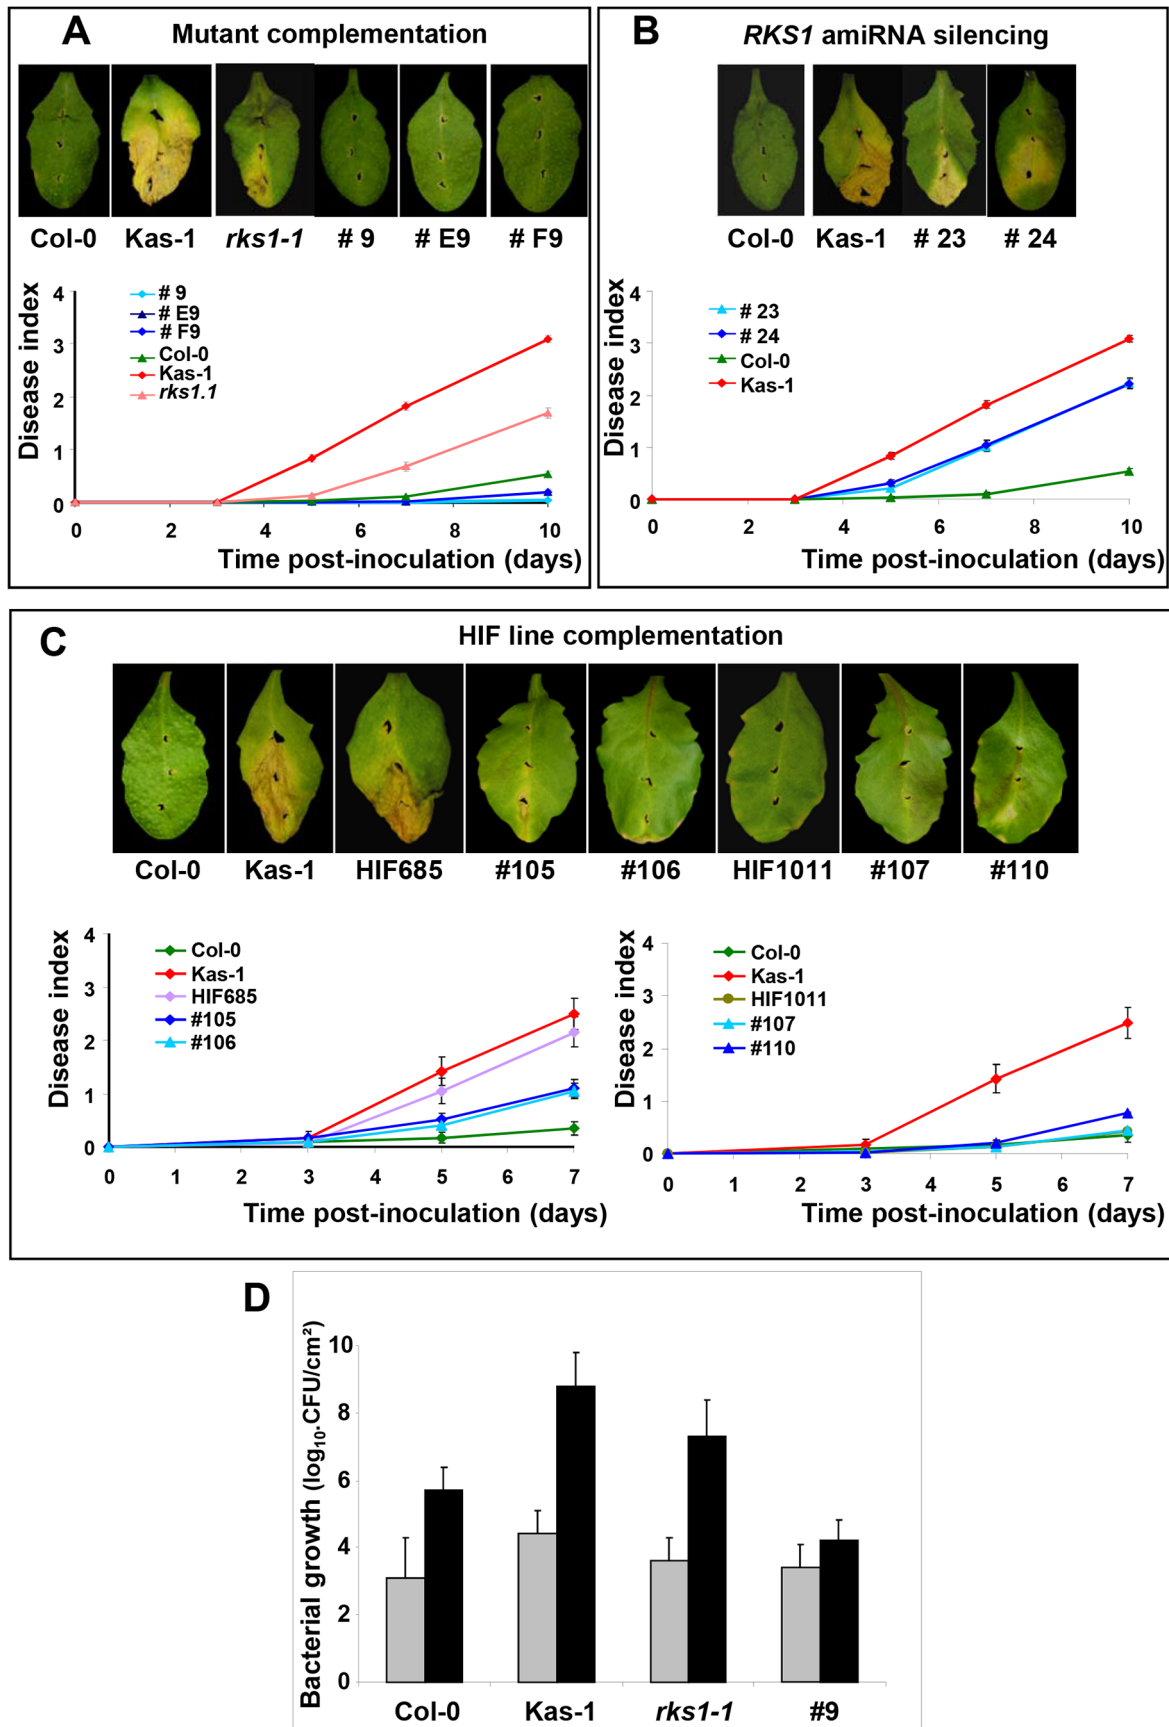 A
Mutant complementation
Col-0 Kas-1 rks1-1 # 9 # E9 # F9
Disease index
4
3
2
1
0
# 9
# E9
# F9
Col-0
Kas-1
rks1.1
0 2 4 6 8 10
Time post-inoculation (days)
B
RKS1 amiRNA silencing
Col-0 Kas-1 # 23 # 24
Disease index
4
3
2
1
0
# 23
# 24
Col-0
Kas-1
0 2 4 6 8 10
Time post-inoculation (days)
C
HIF line complementation
Col-0 Kas-1 HIF685 #105 #106 HIF1011 #107 #110
Disease index
4
3
2
1
0
Col-0
Kas-1
HIF685
#105
#106
0 1 2 3 4 5 6 7
Time post-inoculation (days)
Disease index
4
3
2
1
0
Col-0
Kas-1
HIF1011
#107
#110
0 1 2 3 4 5 6 7
Time post-inoculation (days)
D
Bacterial growth (log₁₀.CFU/cm²)
10
8
6
4
2
0
Col-0 Kas-1 rks1-1 #9